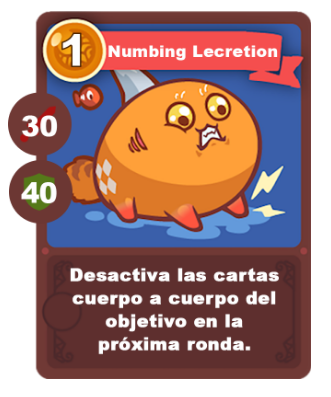 1
Numbing Lecretion
30
40
Desactiva las cartas
cuerpo a cuerpo del
objetivo en la
próxima ronda.